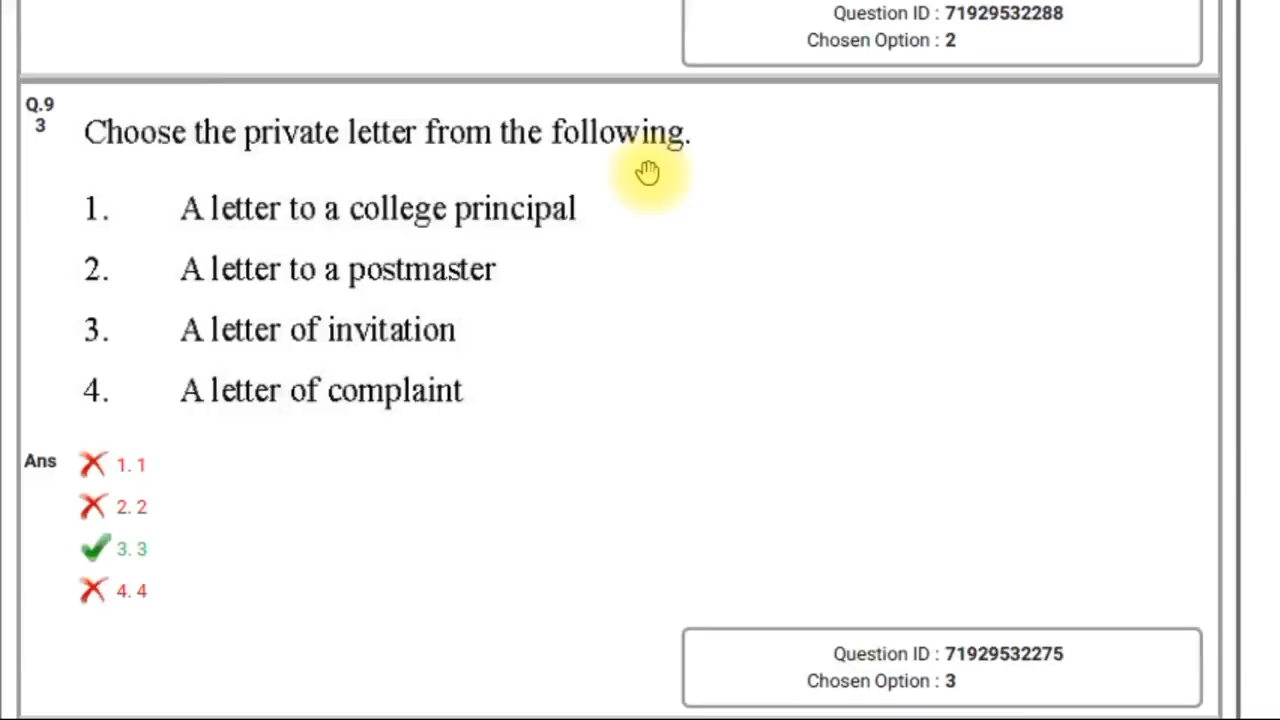 Question ID : 71929532288
Chosen Option : 2
Q.9
3
Choose the private letter from the following.
1. A letter to a college principal
2. A letter to a postmaster
3. A letter of invitation
4. A letter of complaint
Ans
1. 1
2. 2
3. 3
4. 4
Question ID : 71929532275
Chosen Option : 3